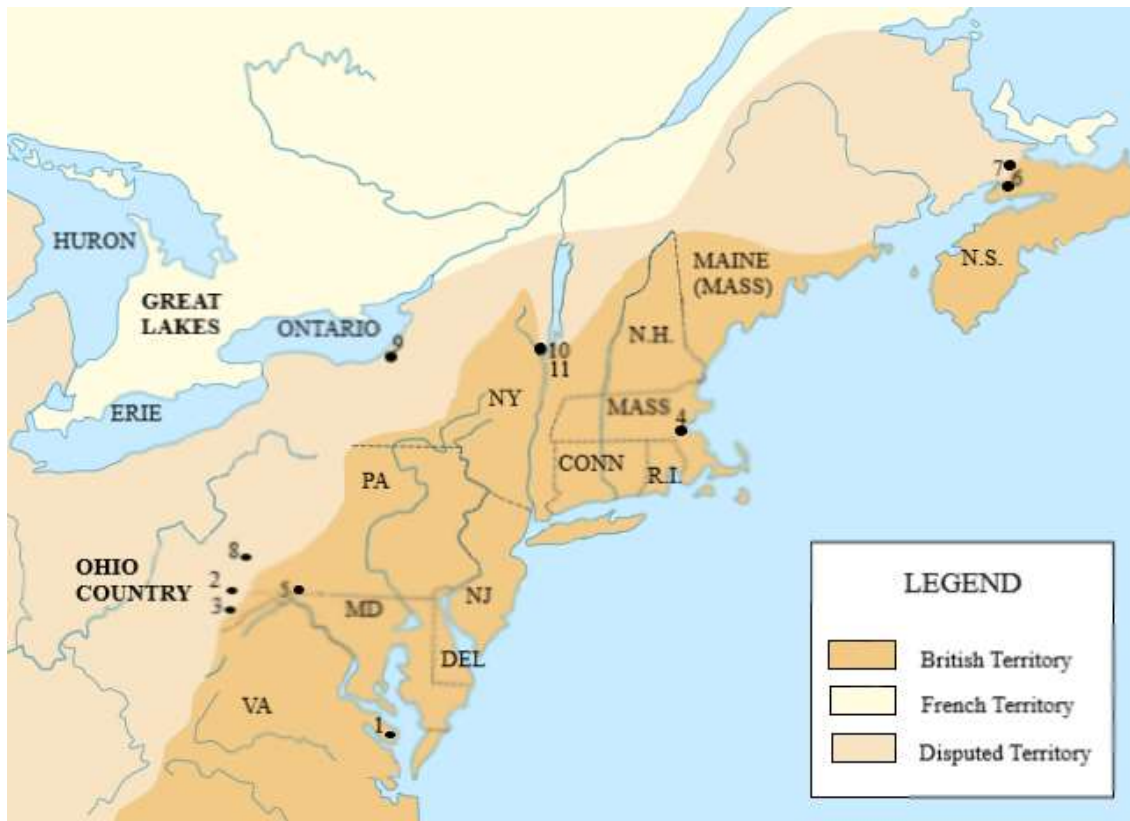 7
6
HURON
MAINE
(MASS)
N.S.
GREAT
LAKES
ONTARIO
9
N.H.
10
11
ERIE
NY
MASS
4
CONN
R.I.
PA
8
OHIO
COUNTRY
2
3
5
MD
NJ
DEL
VA
1
LEGEND
British Territory
French Territory
Disputed Territory